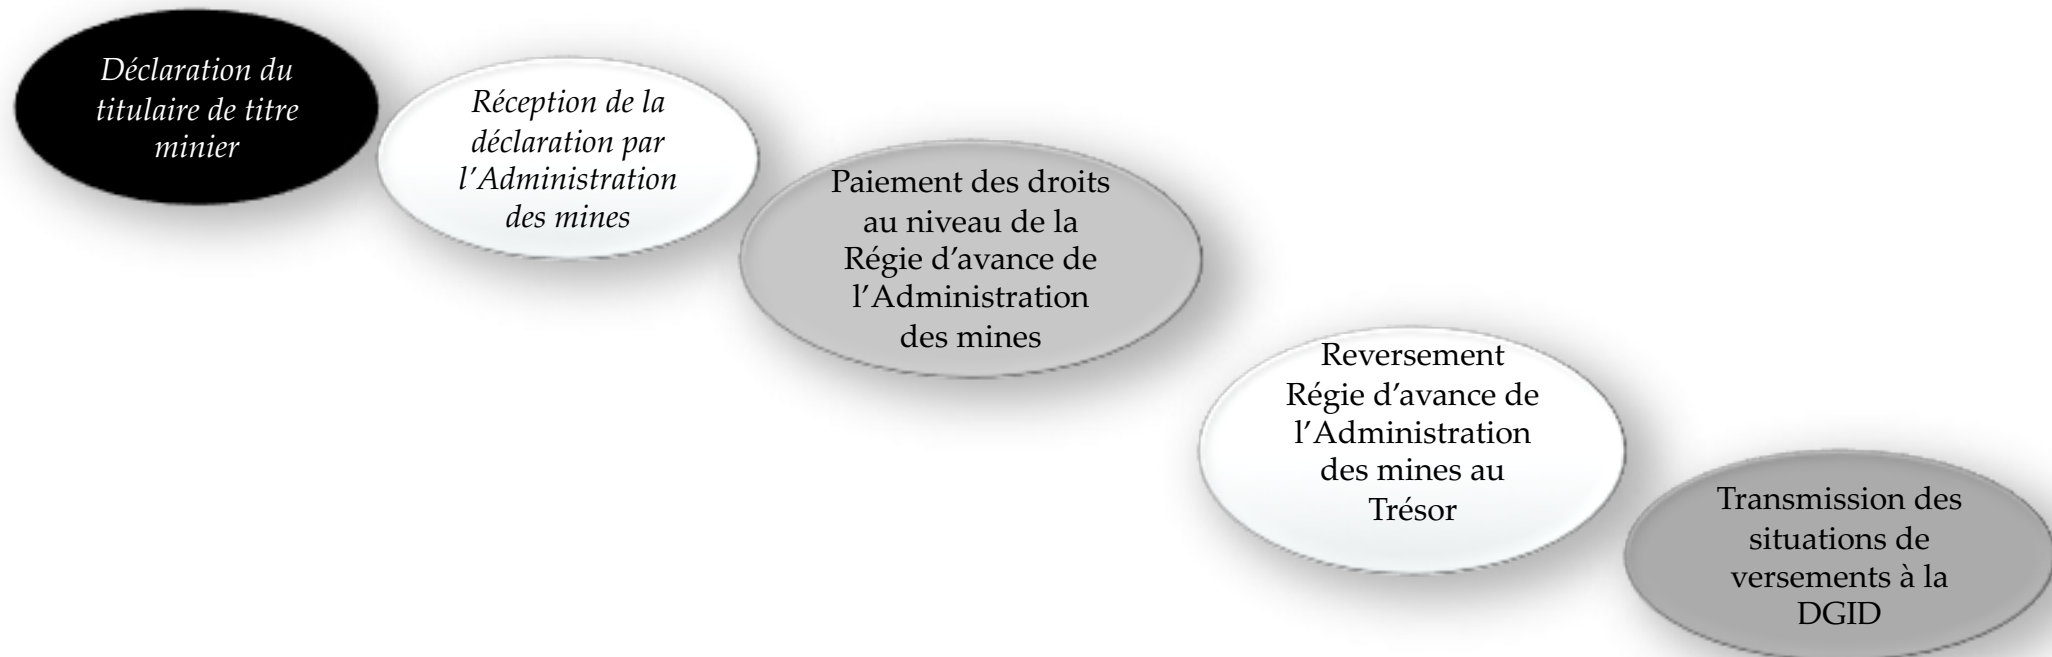 Déclaration du
titulaire de titre
minier
Réception de la
déclaration par
l'Administration
des mines
Paiement des droits
au niveau de la
Régie d'avance de
l'Administration
des mines
Reversement
Régie d'avance de
l'Administration
des mines au
Trésor
Transmission des
situations de
versements à la
DGID